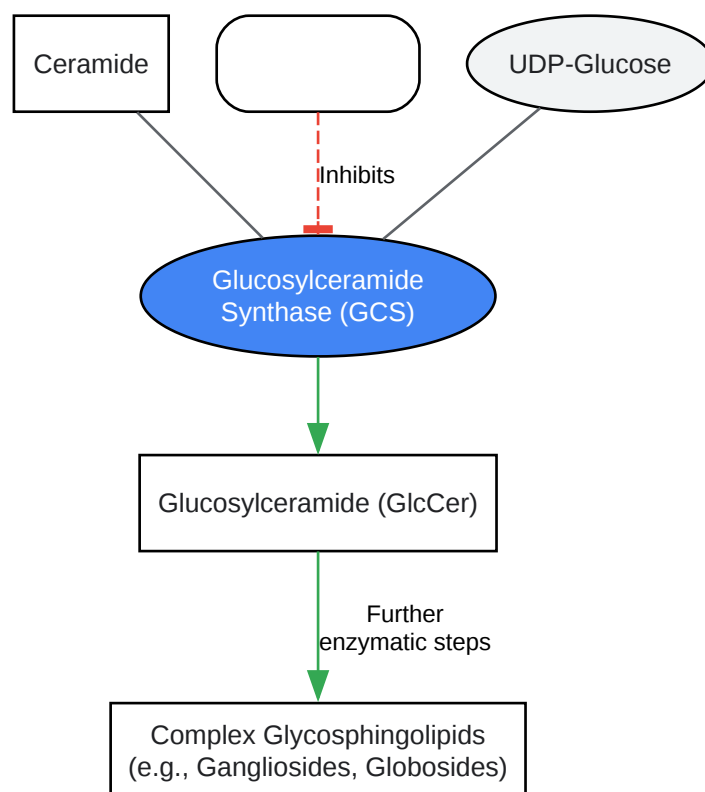 Ceramide
UDP-Glucose
Inhibits
Glucosylceramide
Synthase (GCS)
Glucosylceramide (GlcCer)
Further
enzymatic steps
Complex Glycosphingolipids
(e.g., Gangliosides, Globosides)